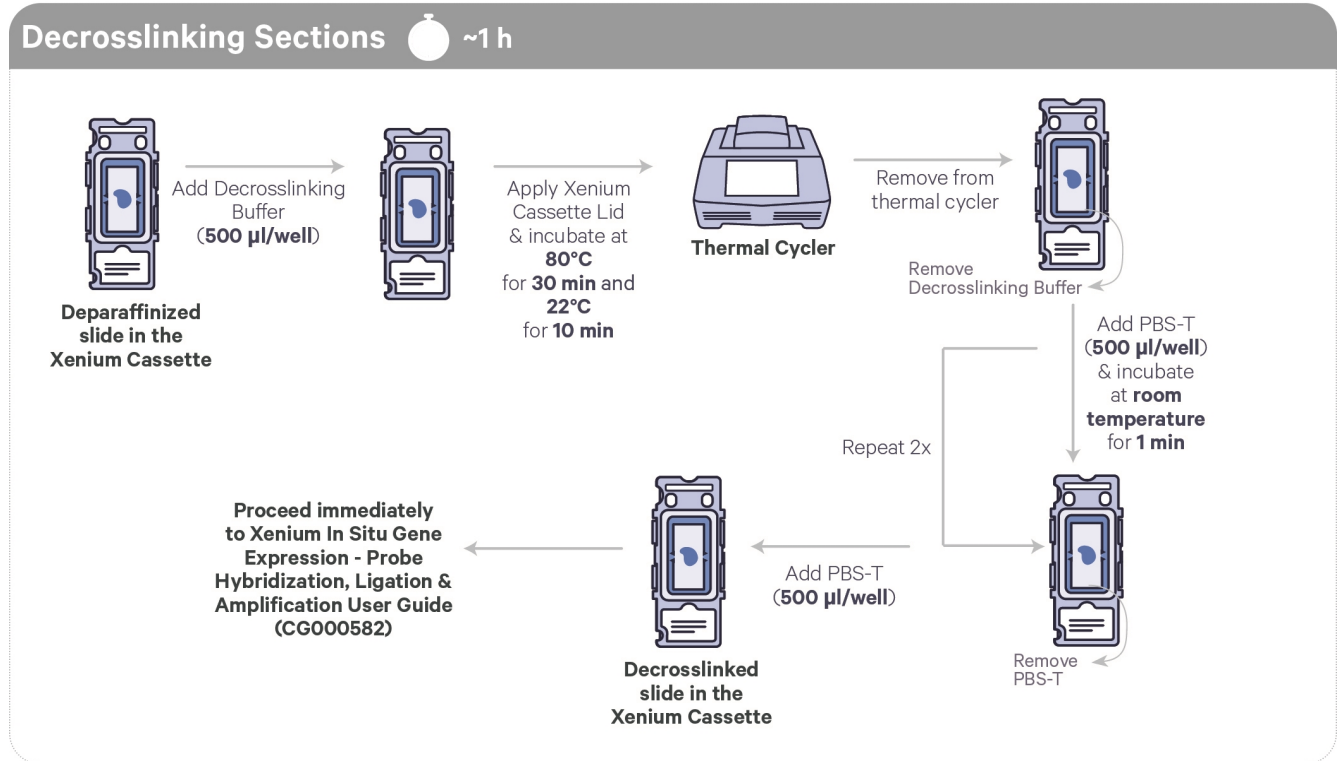 Decrosslinking Sections ~1 h
Add Decrosslinking
Buffer
(500 µl/well)
Deparaffinized
slide in the
Xenium Cassette
Apply Xenium
Cassette Lid
& incubate at
80°C
for 30 min and
22°C
for 10 min
Thermal Cycler
Remove from
thermal cycler
Remove
Decrosslinking Buffer
Add PBS-T
(500 µl/well)
& incubate
at room
temperature
for 1 min
Repeat 2x
Remove
PBS-T
Add PBS-T
(500 µl/well)
Decrosslinked
slide in the
Xenium Cassette
Proceed immediately
to Xenium In Situ Gene
Expression - Probe
Hybridization, Ligation &
Amplification User Guide
(CG000582)